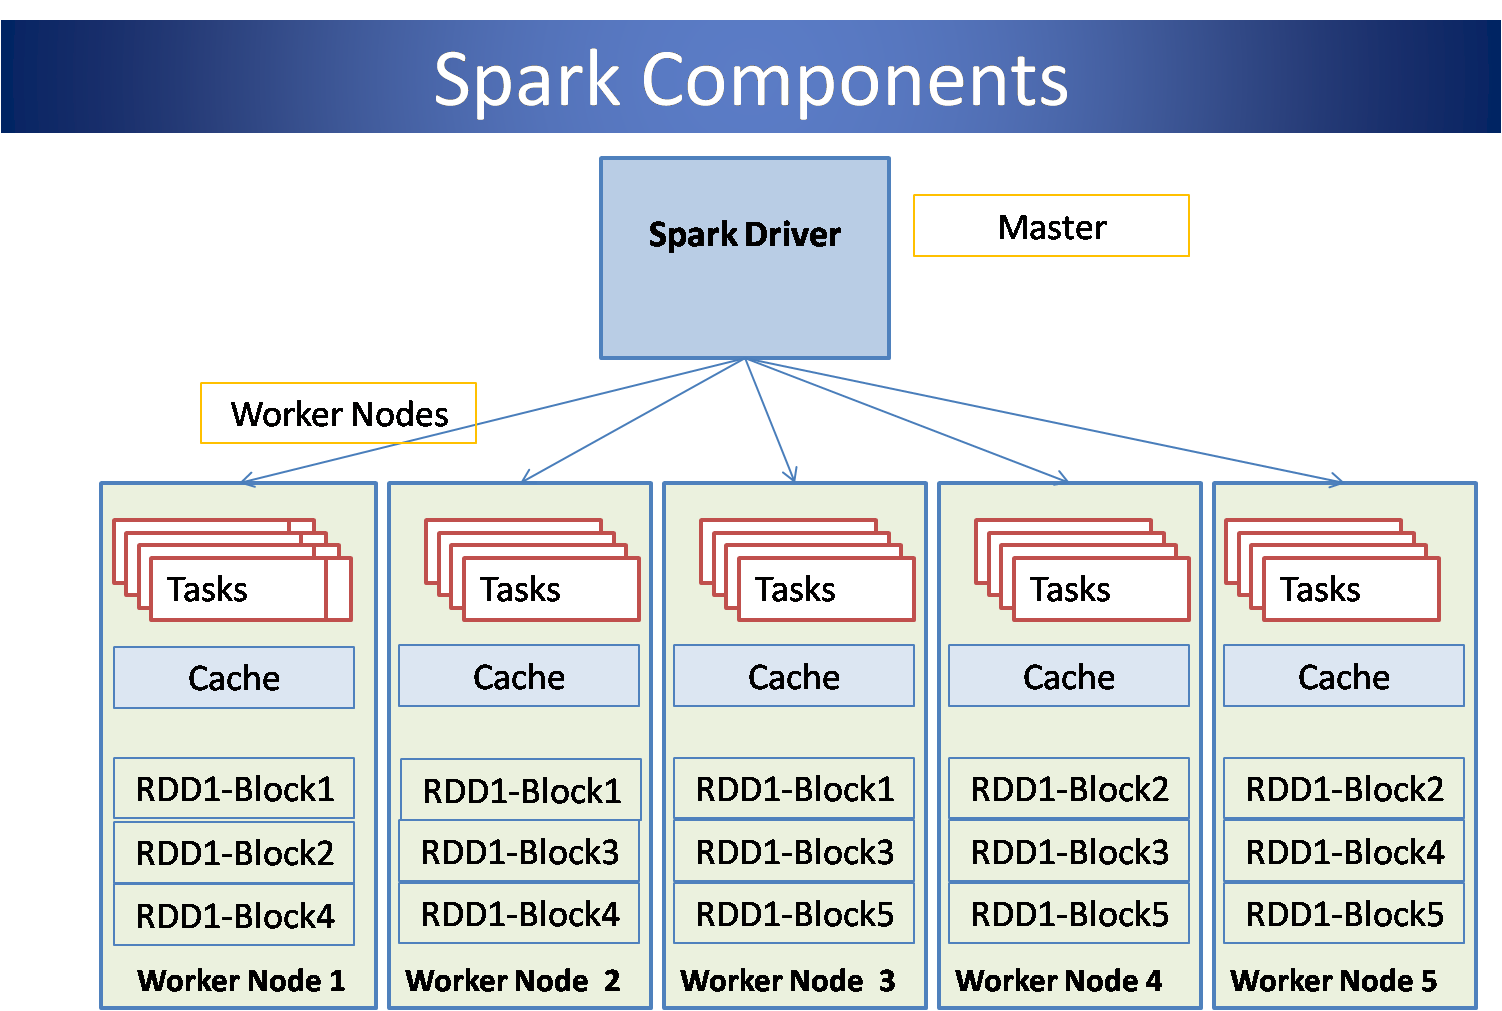 Spark Components
Spark Driver
Master
Worker Nodes
Tasks
Cache
RDD1-Block1
RDD1-Block2
RDD1-Block4
Worker Node 1
Tasks
Cache
RDD1-Block1
RDD1-Block3
RDD1-Block4
Worker Node 2
Tasks
Cache
RDD1-Block1
RDD1-Block3
RDD1-Block5
Worker Node 3
Tasks
Cache
RDD1-Block2
RDD1-Block3
RDD1-Block5
Worker Node 4
Tasks
Cache
RDD1-Block2
RDD1-Block4
RDD1-Block5
Worker Node 5